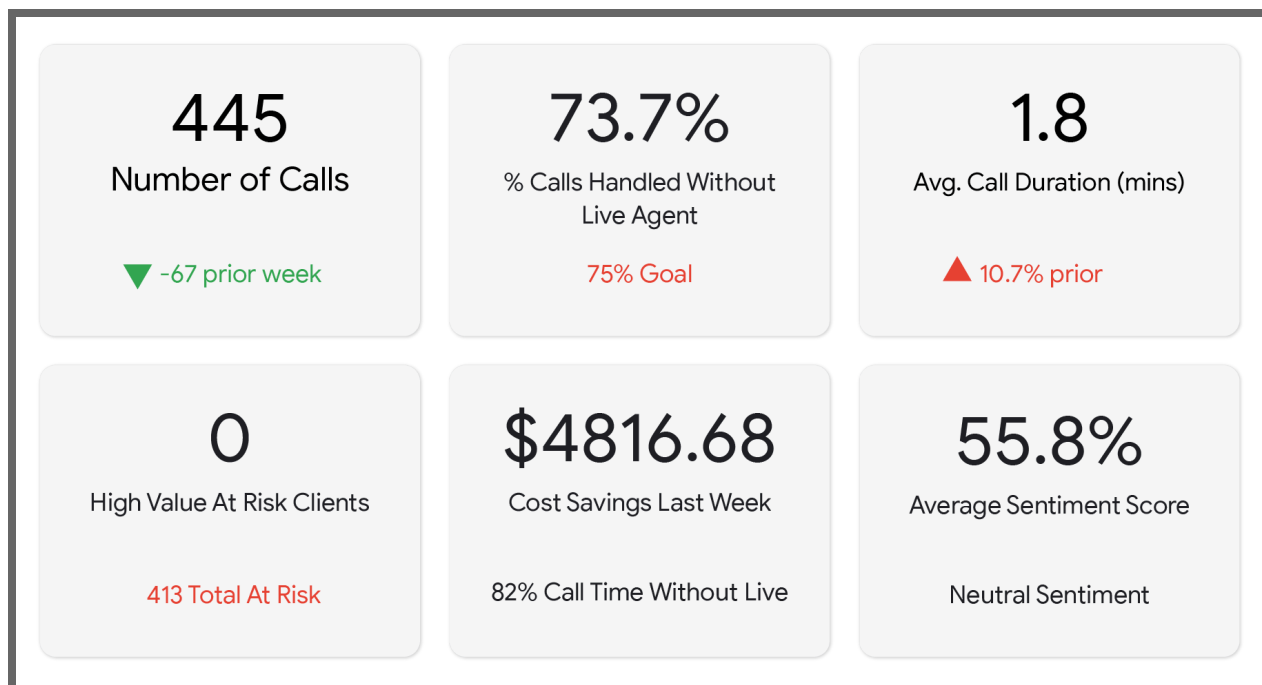 445
Number of Calls
-67 prior week
73.7%
% Calls Handled Without
Live Agent
75% Goal
1.8
Avg. Call Duration (mins)
10.7% prior
0
High Value At Risk Clients
413 Total At Risk
$4816.68
Cost Savings Last Week
82% Call Time Without Live
55.8%
Average Sentiment Score
Neutral Sentiment